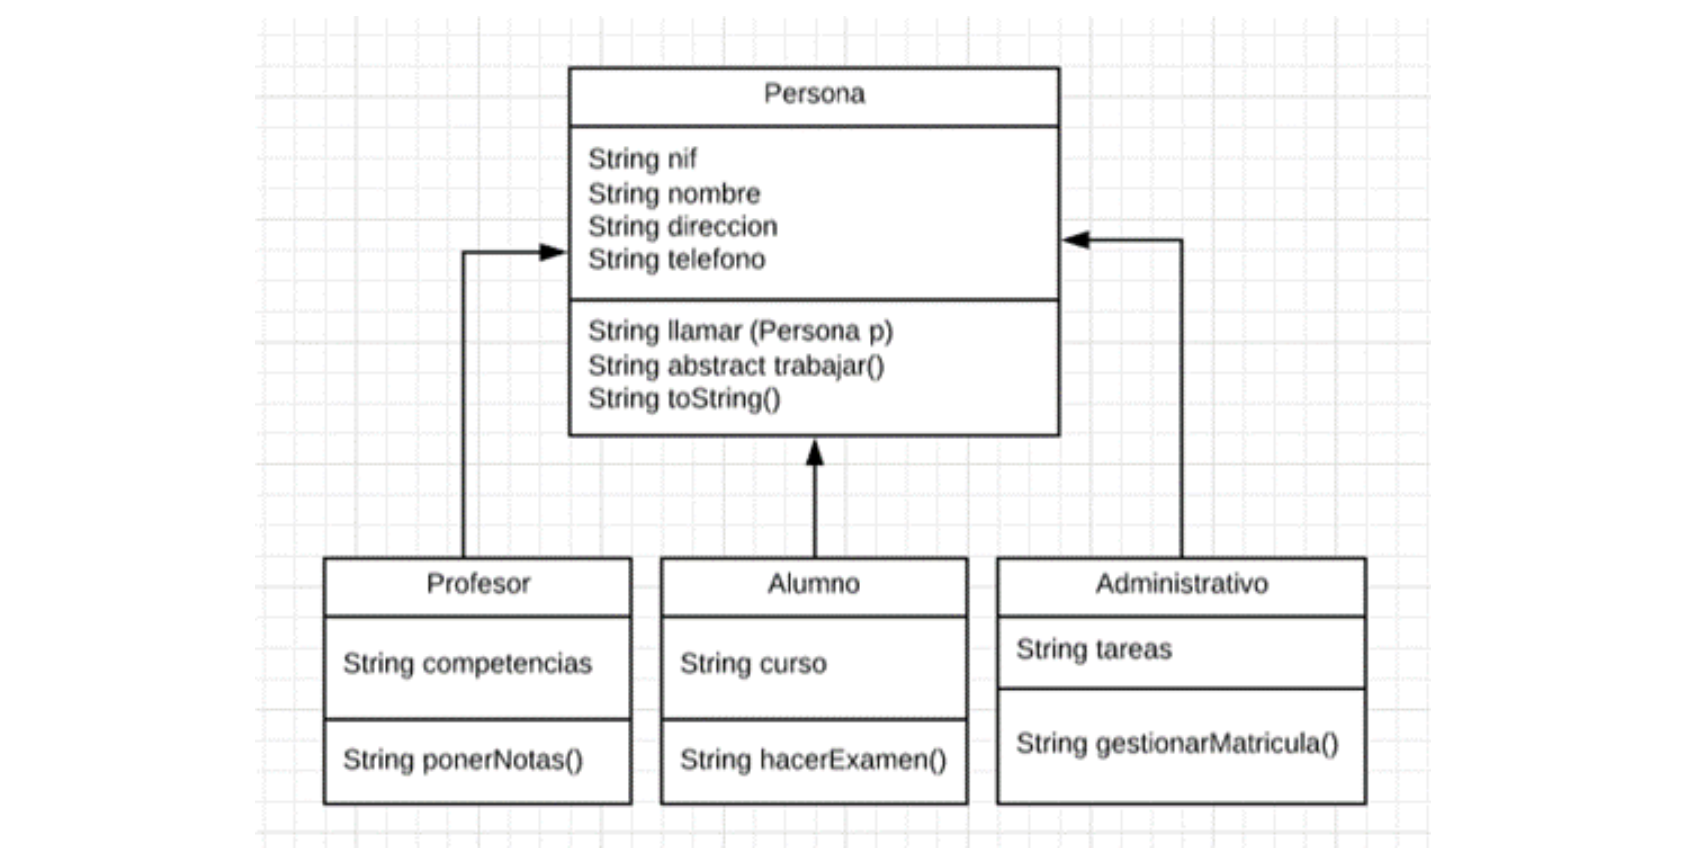 Persona
String nif
String nombre
String direccion
String telefono
String llamar (Persona p)
String abstract trabajar()
String toString()
Profesor
String competencias
String ponerNotas()
Alumno
String curso
String hacerExamen()
Administrativo
String tareas
String gestionarMatricula()